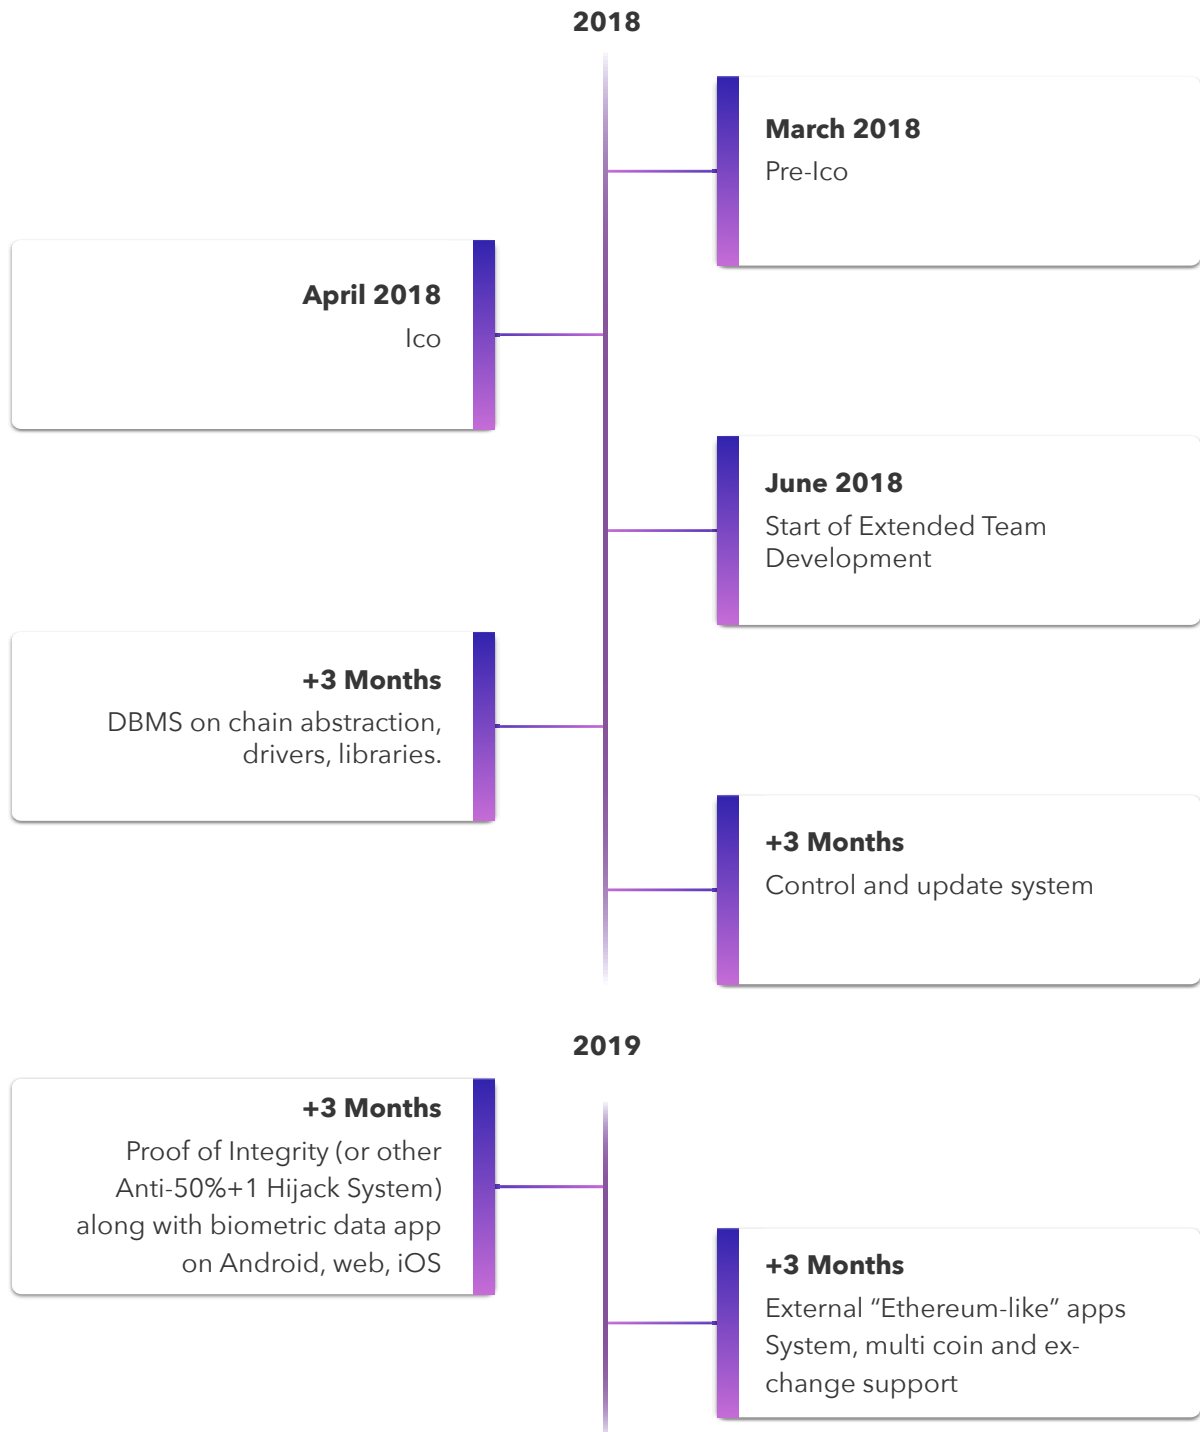 2018
March 2018
Pre-Ico
April 2018
Ico
June 2018
Start of Extended Team
Development
+3 Months
DBMS on chain abstraction,
drivers, libraries.
+3 Months
Control and update system
2019
+3 Months
Proof of Integrity (or other
Anti-50%+1 Hijack System)
along with biometric data app
on Android, web, iOS
+3 Months
External “Ethereum-like” apps
System, multi coin and ex-
change support